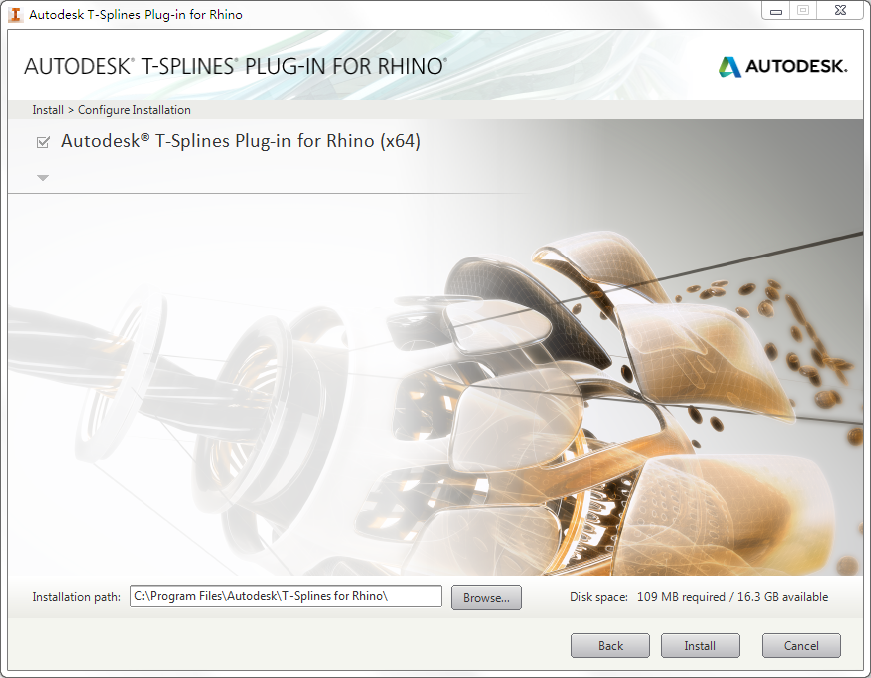 Autodesk T-Splines Plug-in for Rhino
AUTODESK® T-SPLINES® PLUG-IN FOR RHINO®
AUTODESK.
Install > Configure Installation
Autodesk® T-Splines Plug-in for Rhino (x64)
Installation path: C:\Program Files\Autodesk\T-Splines for Rhino\ Browse... Disk space: 109 MB required / 16.3 GB available
Back Install Cancel